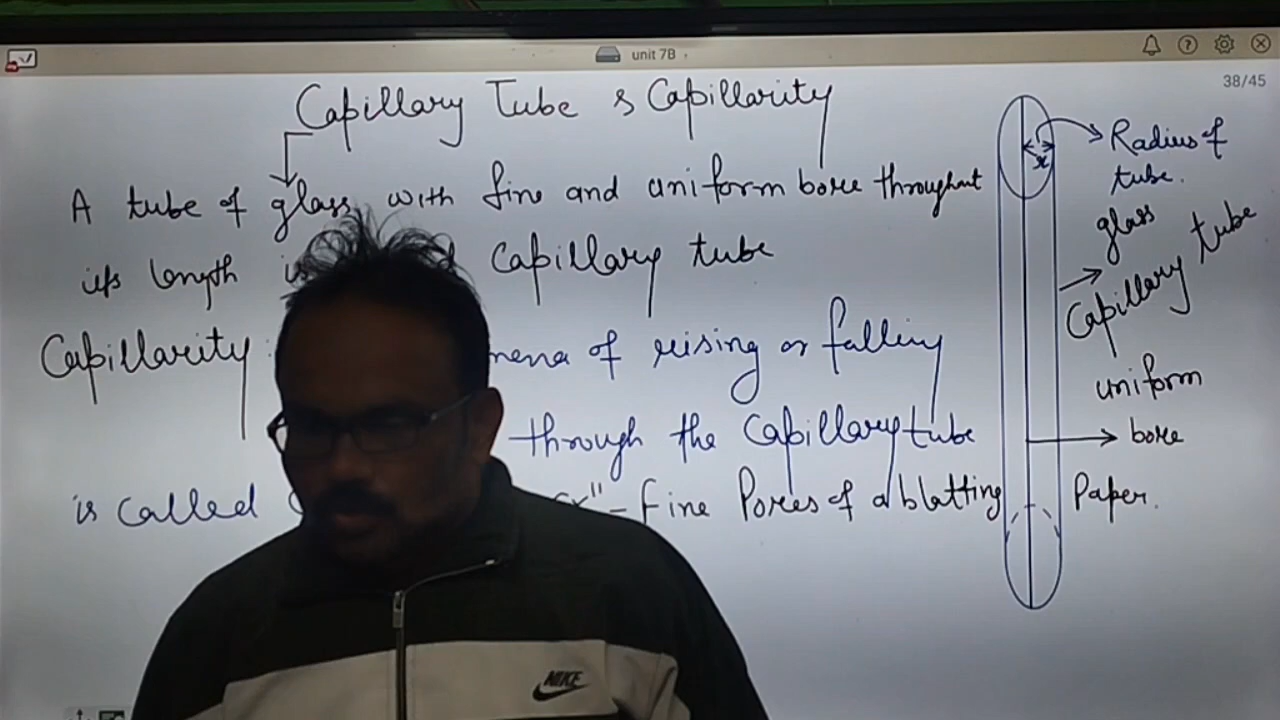 unit 7B
38/45
Capillary Tube & Capillarity
A tube of glass with fine and uniform bore throughout
its length is capillary tube
Capillarity of rising or falling
through the Capillary tube
is called - Fine Pores of a blatting Paper.
Radius of
tube.
r
glass
Capillary tube
uniform
bore
NIKE